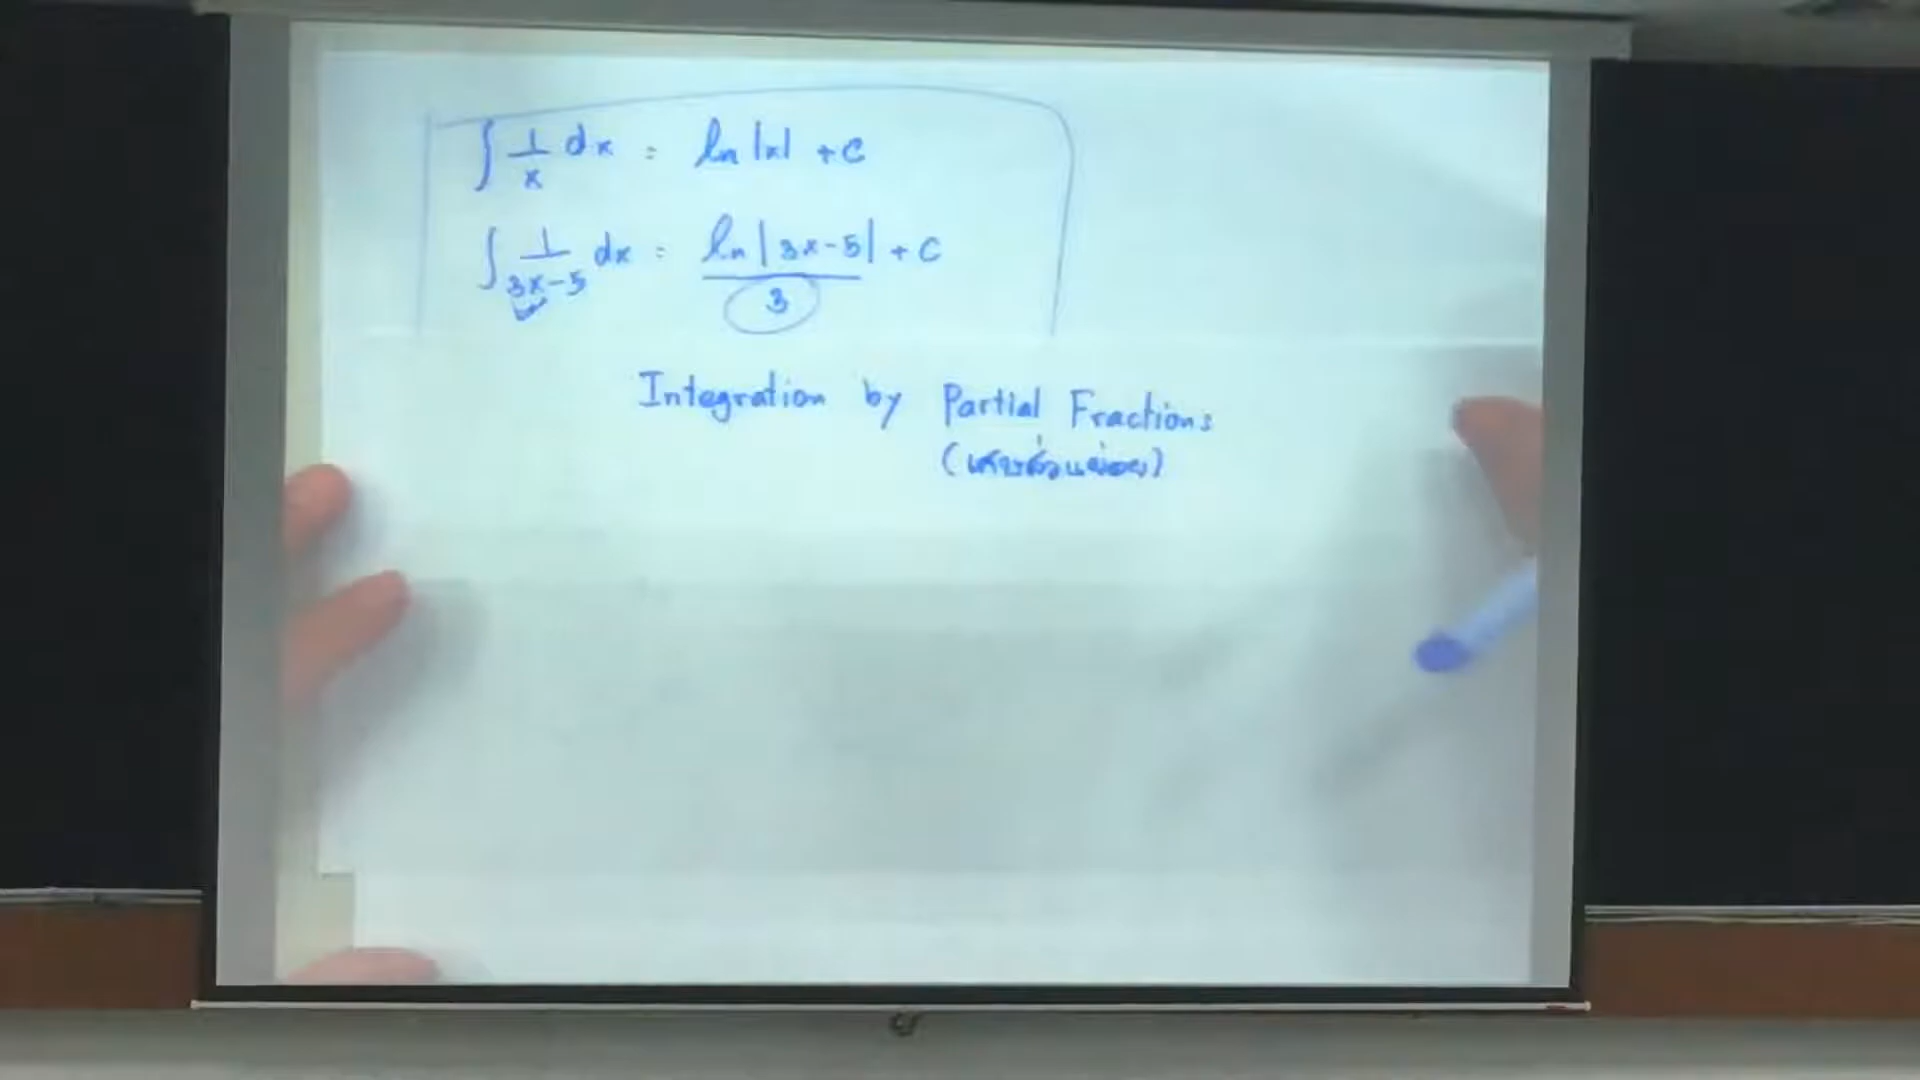 ∫ 1/x dx = ln |x| + C
∫ 1/(3x-5) dx = ln |3x-5| / 3 + C
Integration by Partial Fractions
(เศษส่วนย่อย)